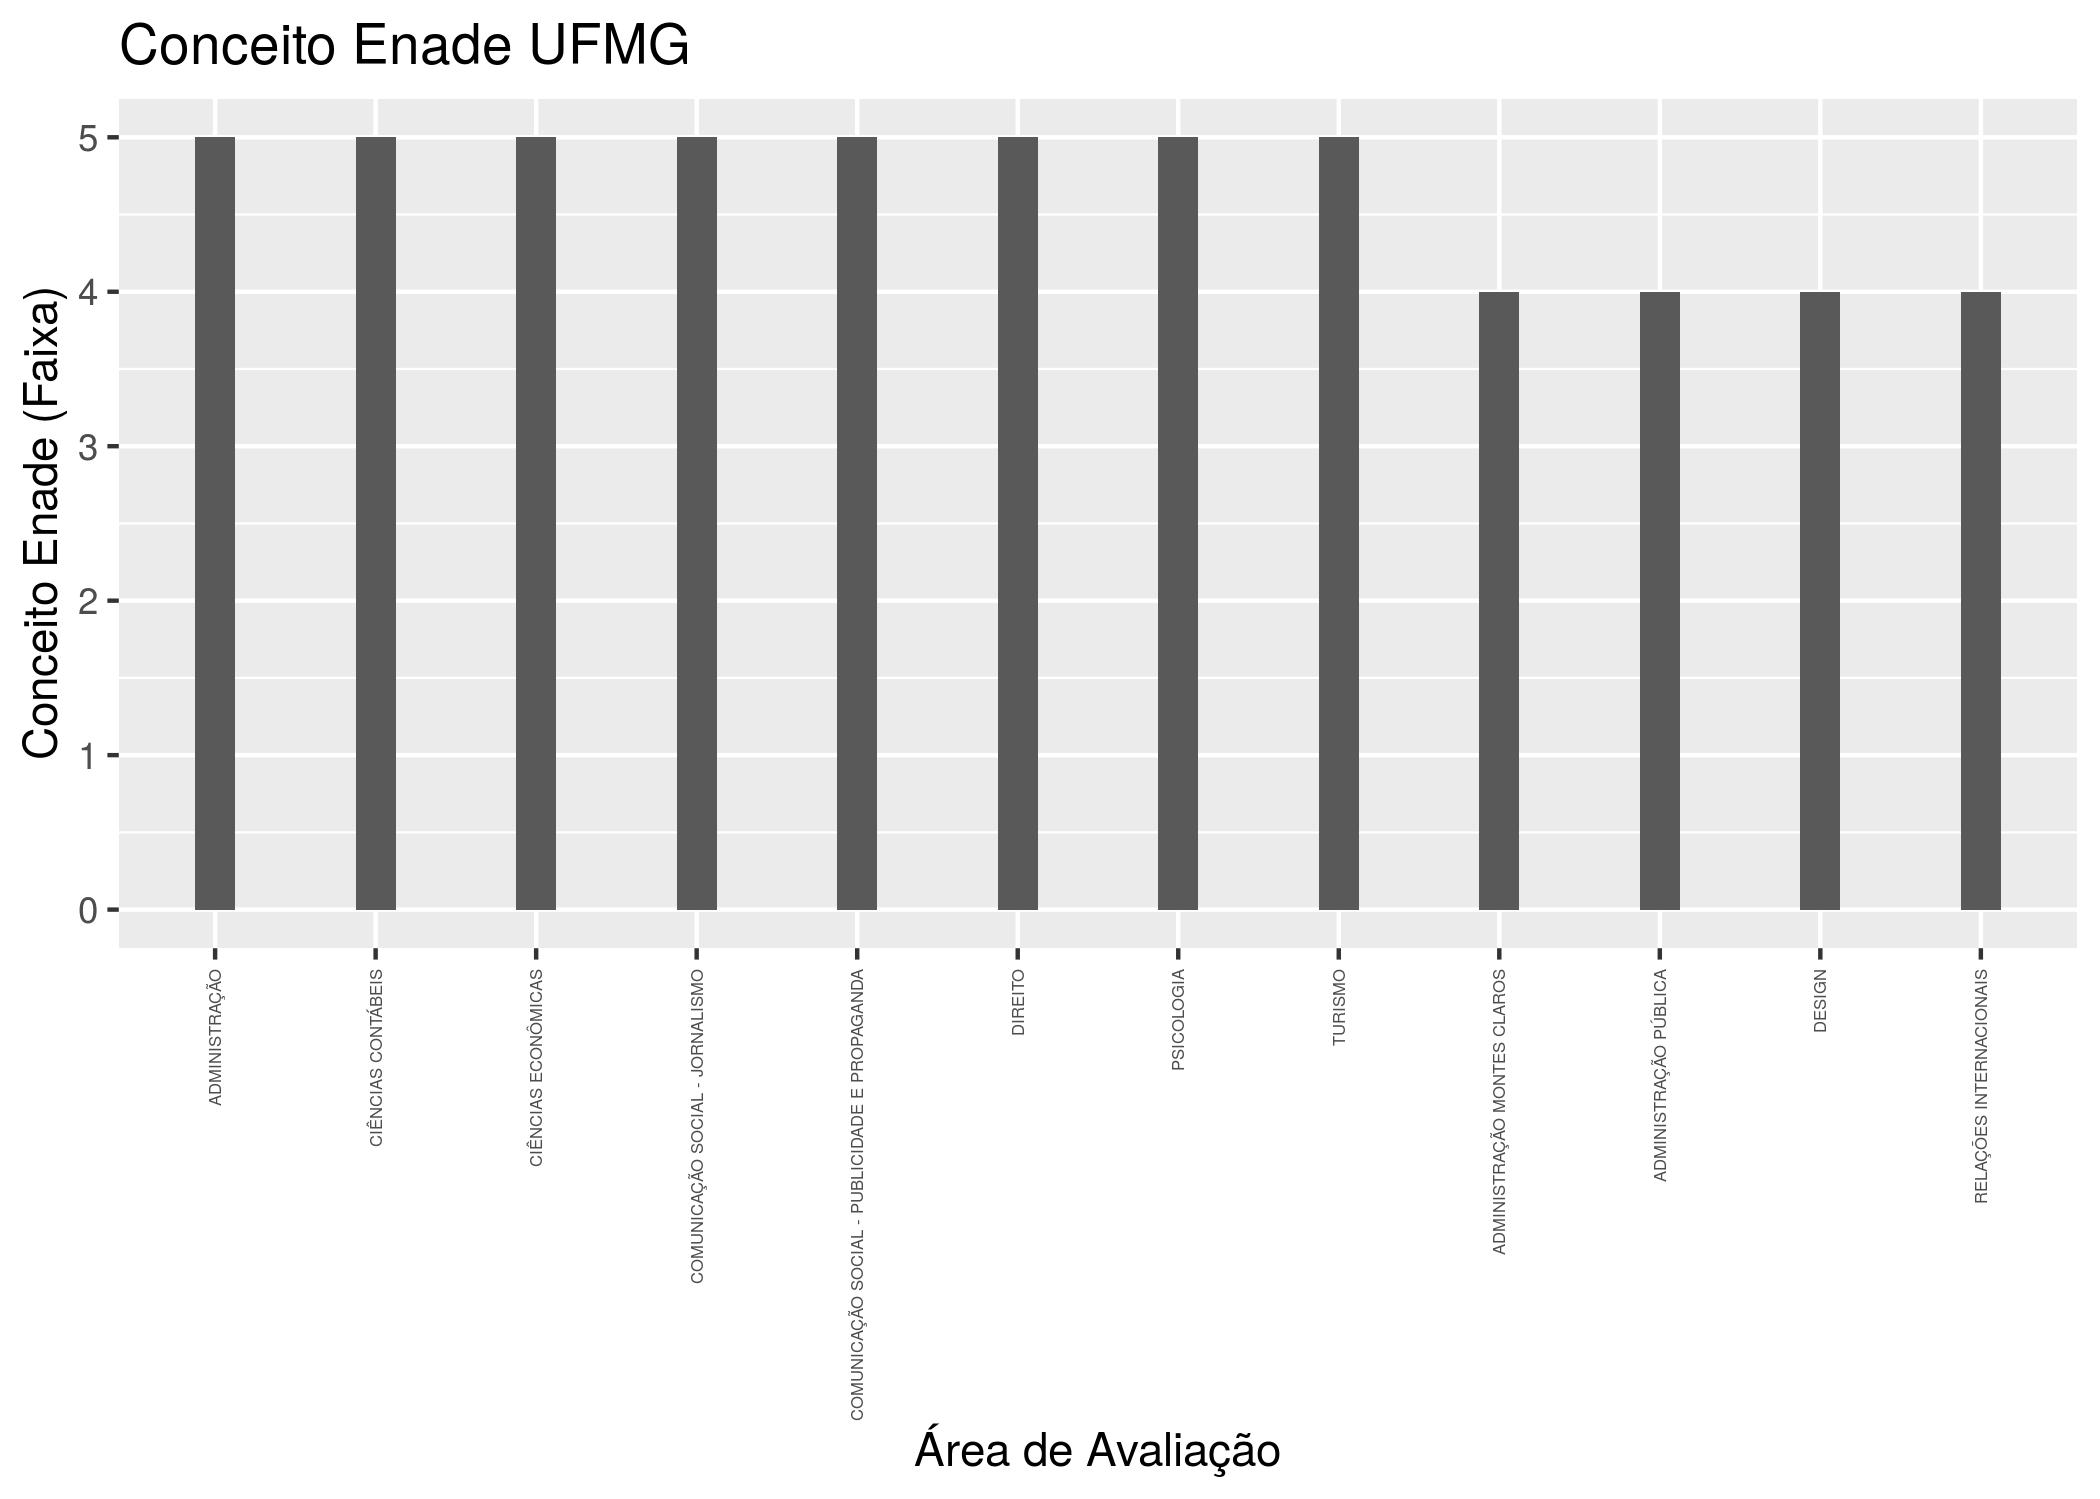 Conceito Enade UFMG
Conceito Enade (Faixa)
5
4
3
2
1
0
ADMINISTRAÇÃO
CIÊNCIAS CONTÁBEIS
CIÊNCIAS ECONÔMICAS
COMUNICAÇÃO SOCIAL - JORNALISMO
COMUNICAÇÃO SOCIAL - PUBLICIDADE E PROPAGANDA
DIREITO
PSICOLOGIA
TURISMO
ADMINISTRAÇÃO MONTES CLAROS
ADMINISTRAÇÃO PÚBLICA
DESIGN
RELAÇÕES INTERNACIONAIS
Área de Avaliação